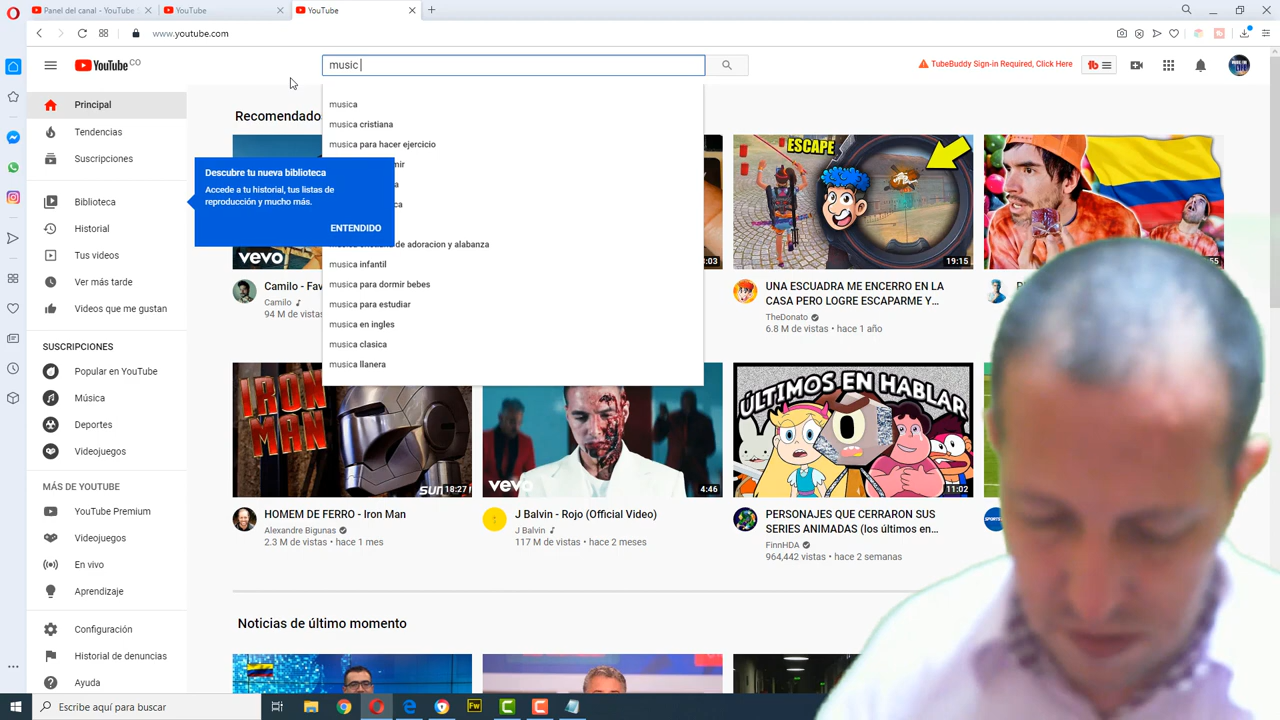 Panel del canal - YouTube
YouTube
YouTube
www.youtube.com
YouTube CO
music
TubeBuddy Sign-in Required, Click Here
tb
Principal
Tendencias
Suscripciones
Biblioteca
Historial
Tus videos
Ver más tarde
Videos que me gustan
SUSCRIPCIONES
Popular en YouTube
Música
Deportes
Videojuegos
MÁS DE YOUTUBE
YouTube Premium
Videojuegos
En vivo
Aprendizaje
Configuración
Historial de denuncias
Ayuda
Recomendado
musica
musica cristiana
musica para hacer ejercicio
de adoracion y alabanza
musica infantil
musica para dormir bebes
musica para estudiar
musica en ingles
musica clasica
musica llanera
Descubre tu nueva biblioteca
Accede a tu historial, tus listas de
reproducción y mucho más.
ENTENDIDO
vevo
Camilo - Fav
Camilo
94 M de vistas
ESCAPE
19:15
UNA ESCUADRA ME ENCERRO EN LA
CASA PERO LOGRE ESCAPARME Y...
TheDonato
6.8 M de vistas • hace 1 año
IRON
MAN
18:27
HOMEM DE FERRO - Iron Man
Alexandre Bigunas
2.3 M de vistas • hace 1 mes
vevo
4:46
J Balvin - Rojo (Official Video)
J Balvin
117 M de vistas • hace 2 meses
ÚLTIMOS EN HABLAR
11:02
PERSONAJES QUE CERRARON SUS
SERIES ANIMADAS (los últimos en...
FinnHDA
964,442 vistas • hace 2 semanas
Noticias de último momento
Escribe aquí para buscar
Fw